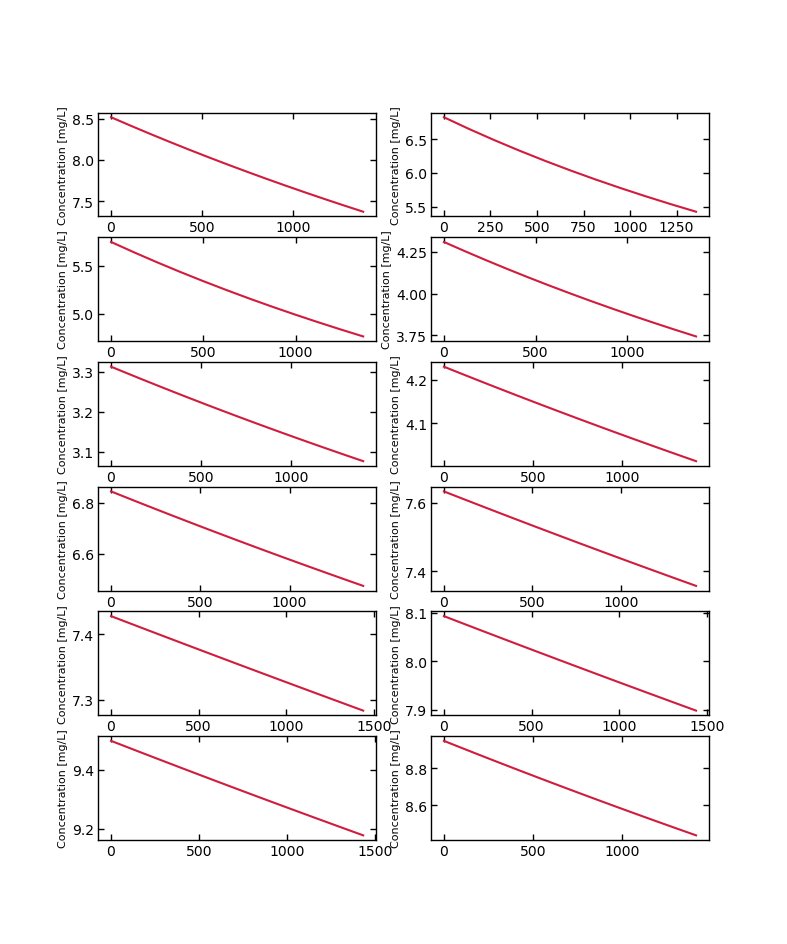 Concentration [mg/L]
8.5
8.0
7.5
0 500 1000
Concentration [mg/L]
6.5
6.0
5.5
0 250 500 750 1000 1250
Concentration [mg/L]
5.5
5.0
0 500 1000
Concentration [mg/L]
4.25
4.00
3.75
0 500 1000
Concentration [mg/L]
3.3
3.2
3.1
0 500 1000
Concentration [mg/L]
4.2
4.1
0 500 1000
Concentration [mg/L]
6.8
6.6
0 500 1000
Concentration [mg/L]
7.6
7.4
0 500 1000
Concentration [mg/L]
7.4
7.3
0 500 1000 1500
Concentration [mg/L]
8.1
8.0
7.9
0 500 1000 1500
Concentration [mg/L]
9.4
9.2
0 500 1000 1500
Concentration [mg/L]
8.8
8.6
0 500 1000